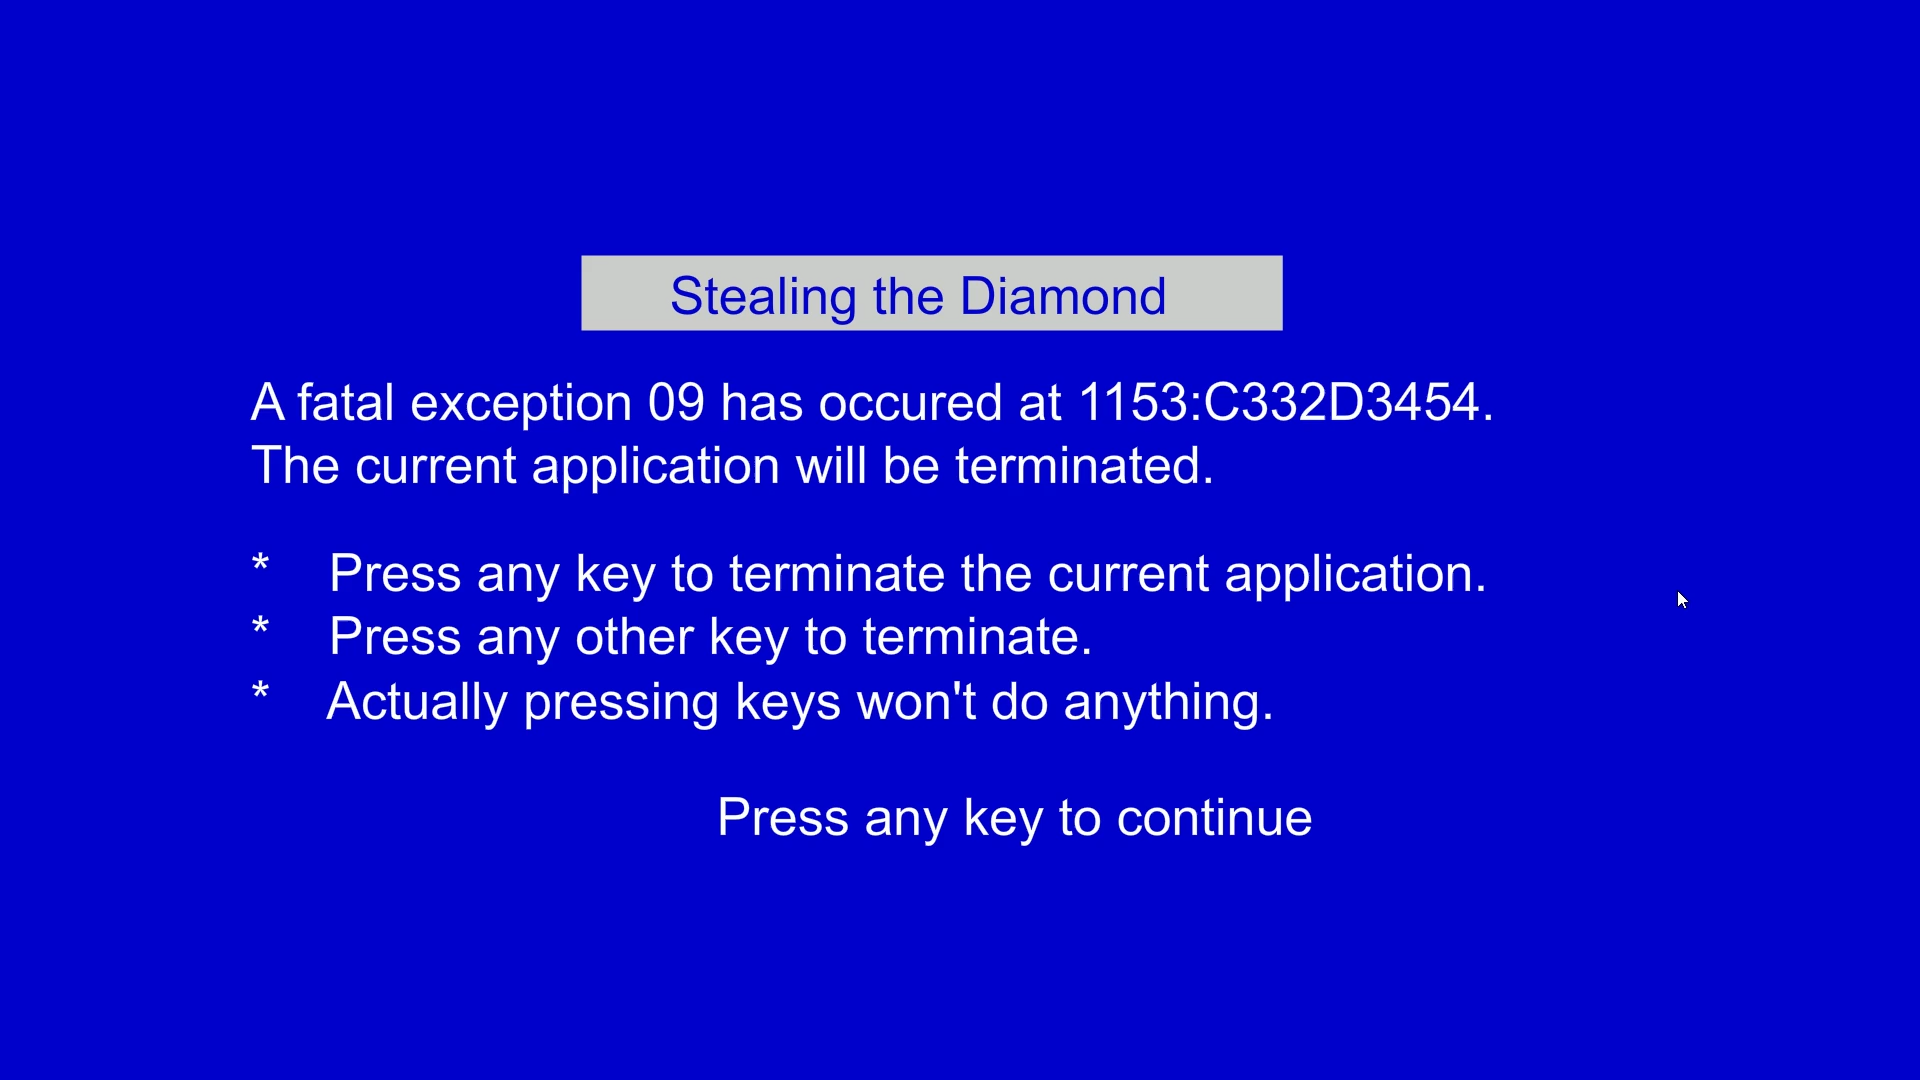 Stealing the Diamond
A fatal exception 09 has occured at 1153:C332D3454.
The current application will be terminated.
* Press any key to terminate the current application.
* Press any other key to terminate.
* Actually pressing keys won't do anything.
Press any key to continue